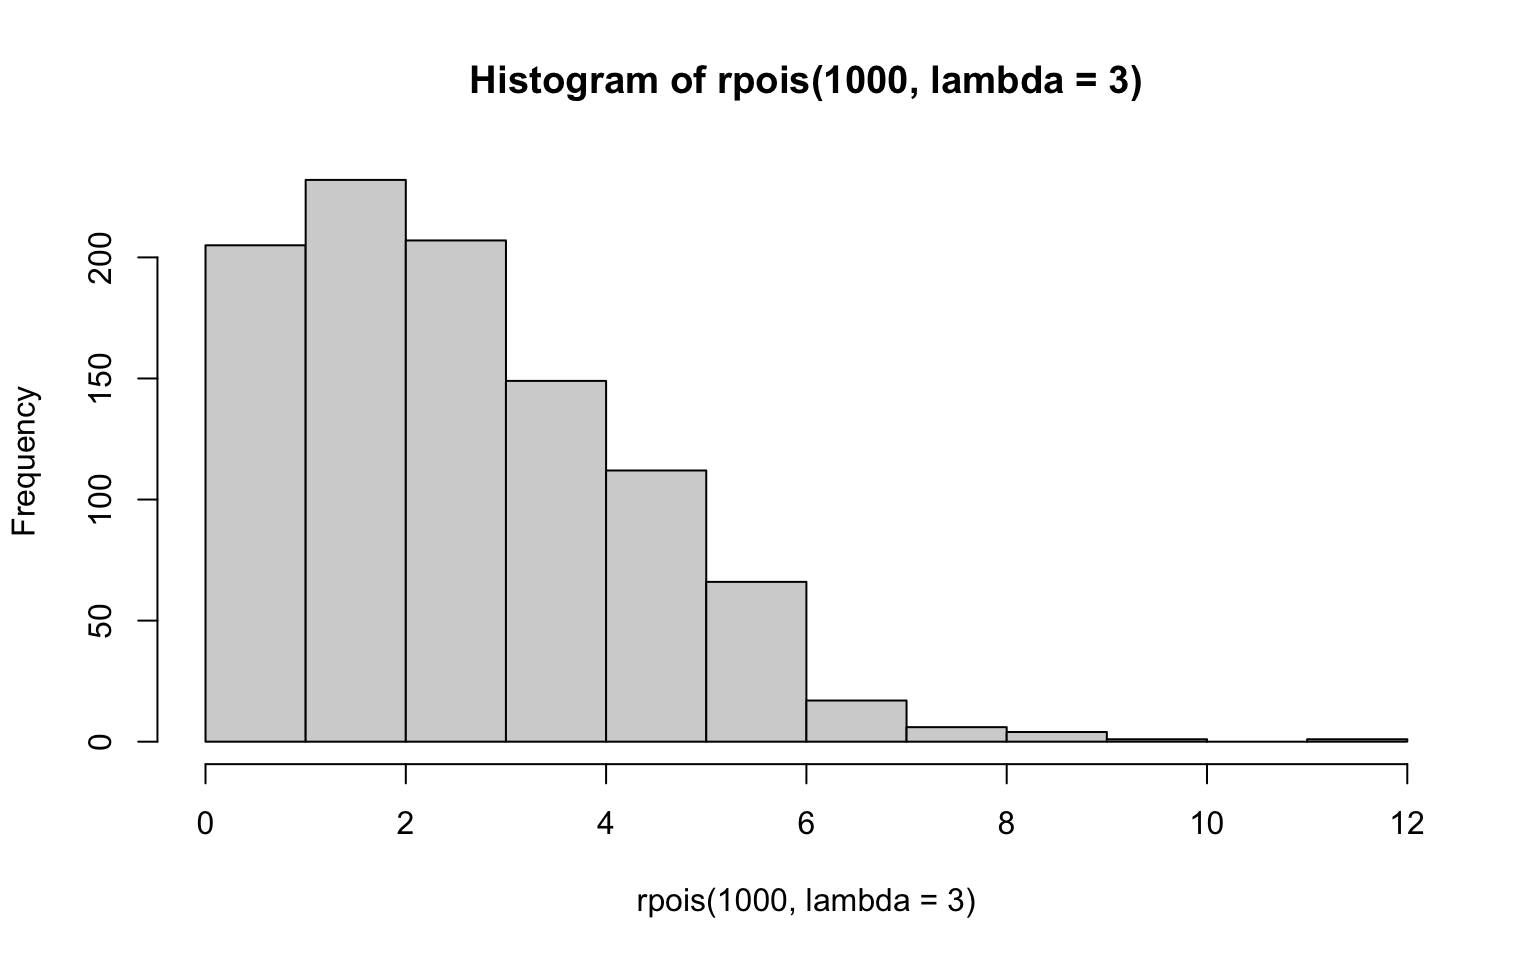 Histogram of rpois(1000, lambda = 3)
Frequency
200
150
100
50
0
0 2 4 6 8 10 12
rpois(1000, lambda = 3)